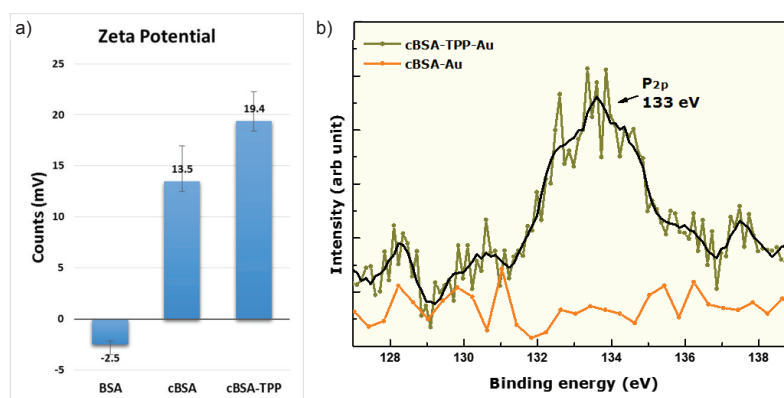 a)
Zeta Potential
Counts (mV)
25
20
15
10
5
0
-5
19.4
13.5
-2.5
BSA
cBSA
cBSA-TPP
b)
cBSA-TPP-Au
cBSA-Au
P2p
133 eV
Intensity (arb unit)
128
130
132
134
136
138
Binding energy (eV)